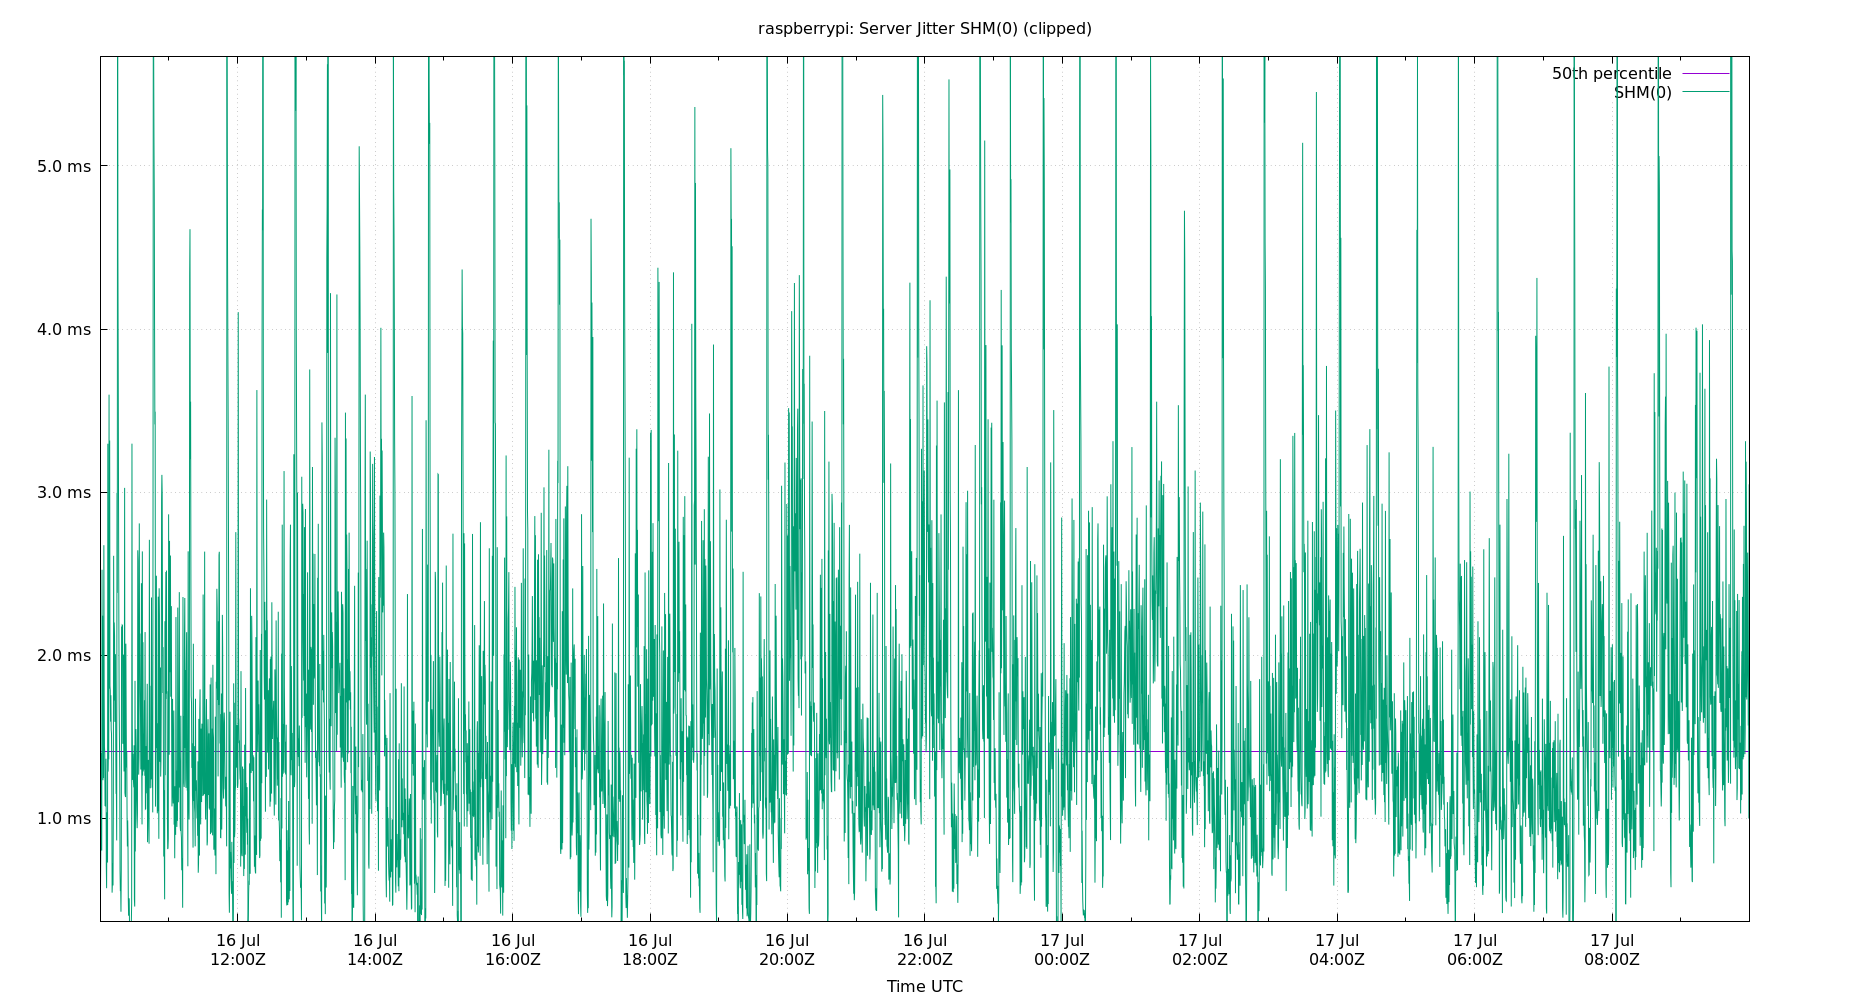 raspberrypi: Server Jitter SHM(0) (clipped)
50th percentile
SHM(0)
5.0 ms
4.0 ms
3.0 ms
2.0 ms
1.0 ms
16 Jul 16 Jul 16 Jul 16 Jul 16 Jul 16 Jul 17 Jul 17 Jul 17 Jul 17 Jul 17 Jul
12:00Z 14:00Z 16:00Z 18:00Z 20:00Z 22:00Z 00:00Z 02:00Z 04:00Z 06:00Z 08:00Z
Time UTC